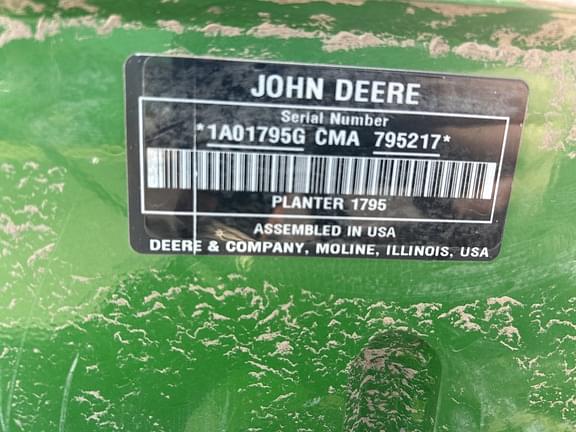 JOHN DEERE
Serial Number
*1A01795G CMA 795217*
PLANTER 1795
ASSEMBLED IN USA
DEERE & COMPANY, MOLINE, ILLINOIS, USA